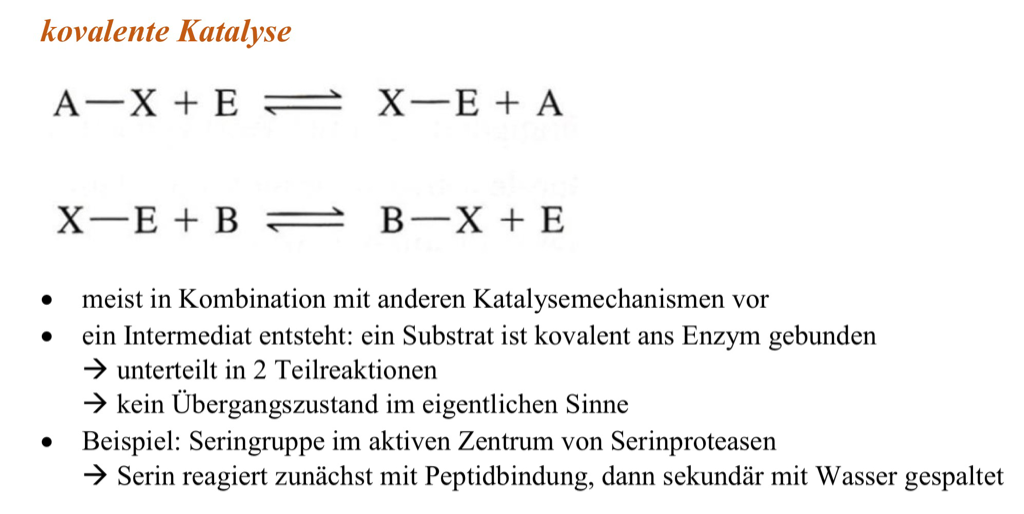 kovalente Katalyse
A—X + E ⇌ X—E + A
X—E + B ⇌ B—X + E
• meist in Kombination mit anderen Katalysemechanismen vor
• ein Intermediat entsteht: ein Substrat ist kovalent ans Enzym gebunden
→ unterteilt in 2 Teilreaktionen
→ kein Übergangszustand im eigentlichen Sinne
• Beispiel: Seringruppe im aktiven Zentrum von Serinproteasen
→ Serin reagiert zunächst mit Peptidbindung, dann sekundär mit Wasser gespaltet